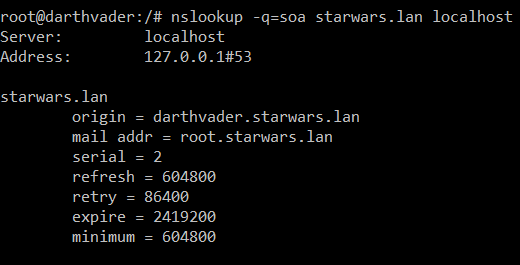 root@darthvader:/# nslookup -q=soa starwars.lan localhost
Server:         localhost
Address:        127.0.0.1#53

starwars.lan
        origin = darthvader.starwars.lan
        mail addr = root.starwars.lan
        serial = 2
        refresh = 604800
        retry = 86400
        expire = 2419200
        minimum = 604800